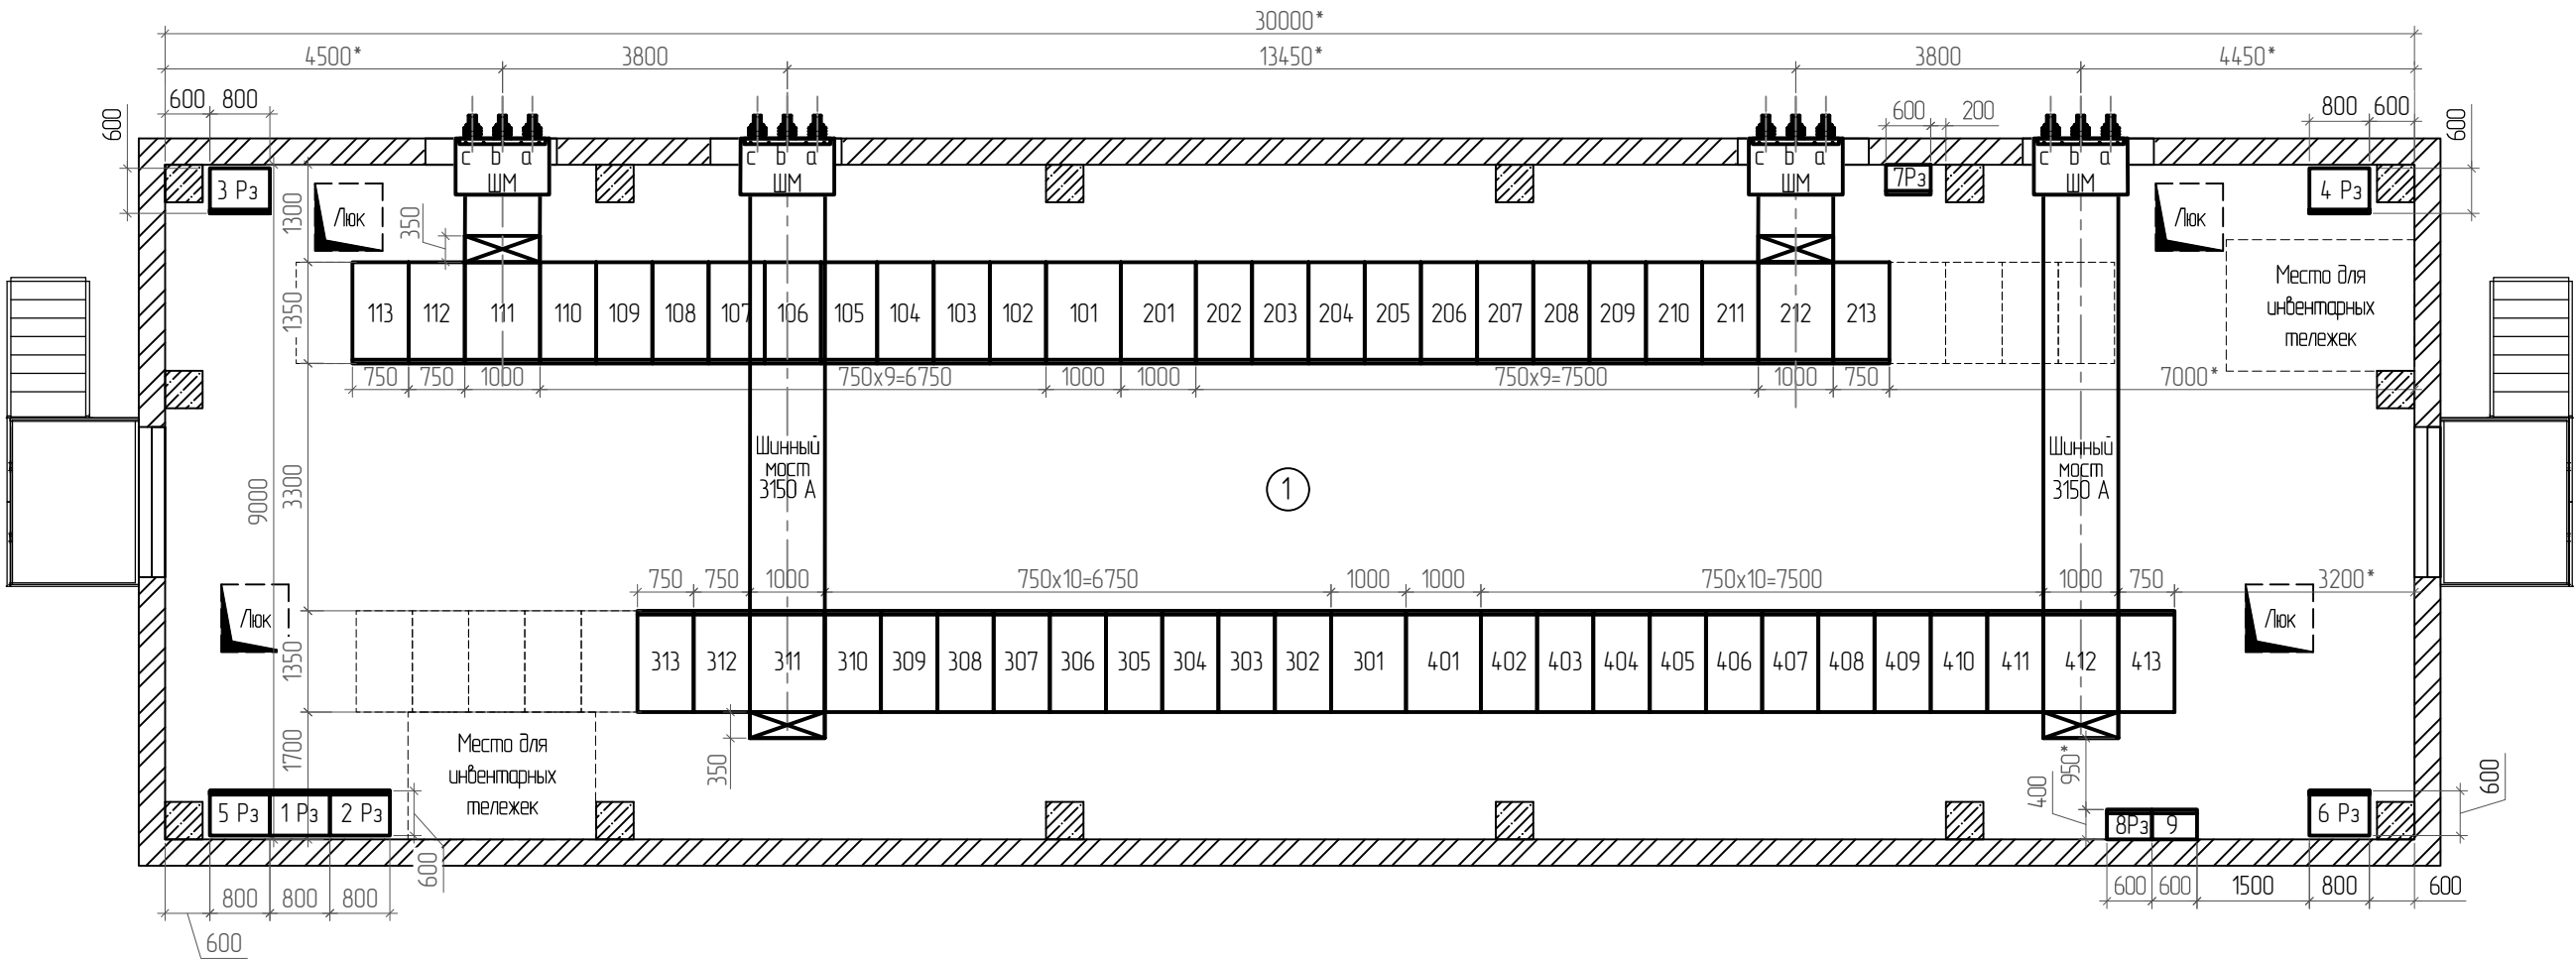 30000*
4500*
3800
13450*
3800
4450*
600
800
600
200
800
600
600
600
c b a
ШМ
c b a
ШМ
c b a
ШМ
c b a
ШМ
3 Рз
7Рз
4 Рз
Люк
Люк
1300
350
Место для
инвентарных
тележек
1350
113
112
111
110
109
108
107
106
105
104
103
102
101
201
202
203
204
205
206
207
208
209
210
211
212
213
750
750
1000
750х9=6750
1000
1000
750х9=7500
1000
750
7000*
Шинный
мост
3150 А
Шинный
мост
3150 А
9000
3300
1
750
750
1000
750х10=6750
1000
1000
750х10=7500
1000
750
3200*
Люк
Люк
1350
313
312
311
310
309
308
307
306
305
304
303
302
301
401
402
403
404
405
406
407
408
409
410
411
412
413
1700
Место для
инвентарных
тележек
350
950*
400
600
5 Рз
1 Рз
2 Рз
8Рз
9
6 Рз
600
800
800
800
600
600
600
1500
800
600